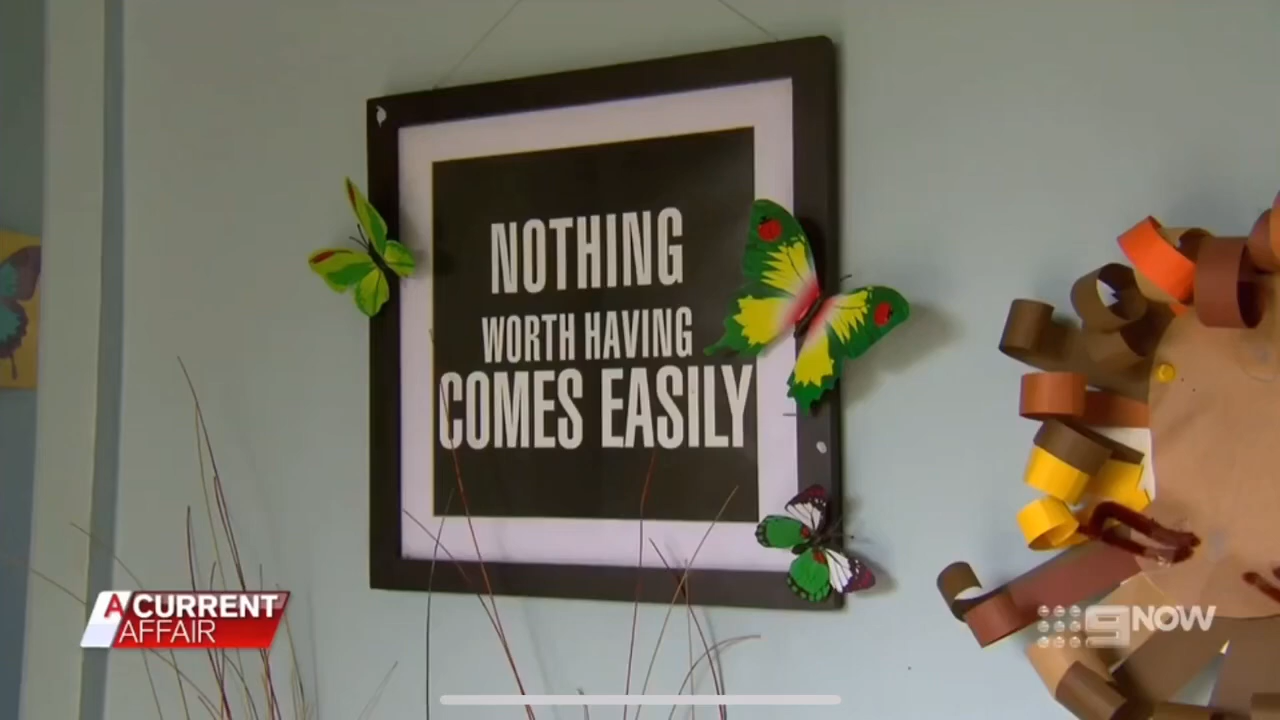 NOTHING
WORTH HAVING
COMES EASILY
A CURRENT
AFFAIR
9NOW